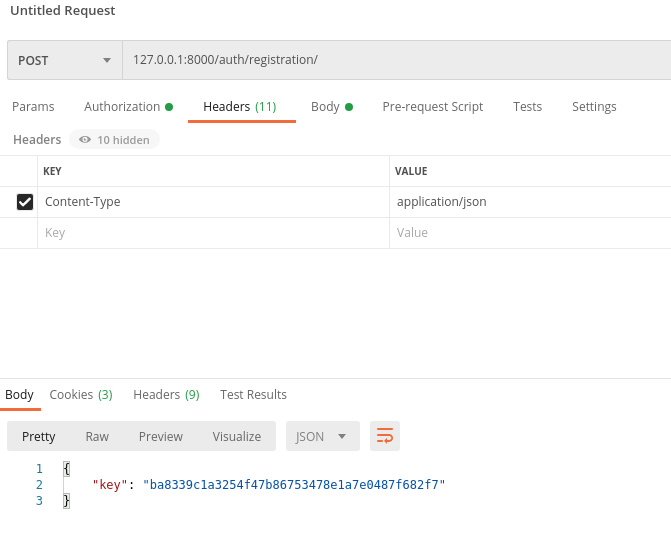 Untitled Request
POST 127.0.0.1:8000/auth/registration/
Params Authorization Headers (11) Body Pre-request Script Tests Settings
Headers 10 hidden
KEY VALUE
Content-Type application/json
Key Value
Body Cookies (3) Headers (9) Test Results
Pretty Raw Preview Visualize JSON
1 {
2 "key": "ba8339c1a3254f47b86753478e1a7e0487f682f7"
3 }